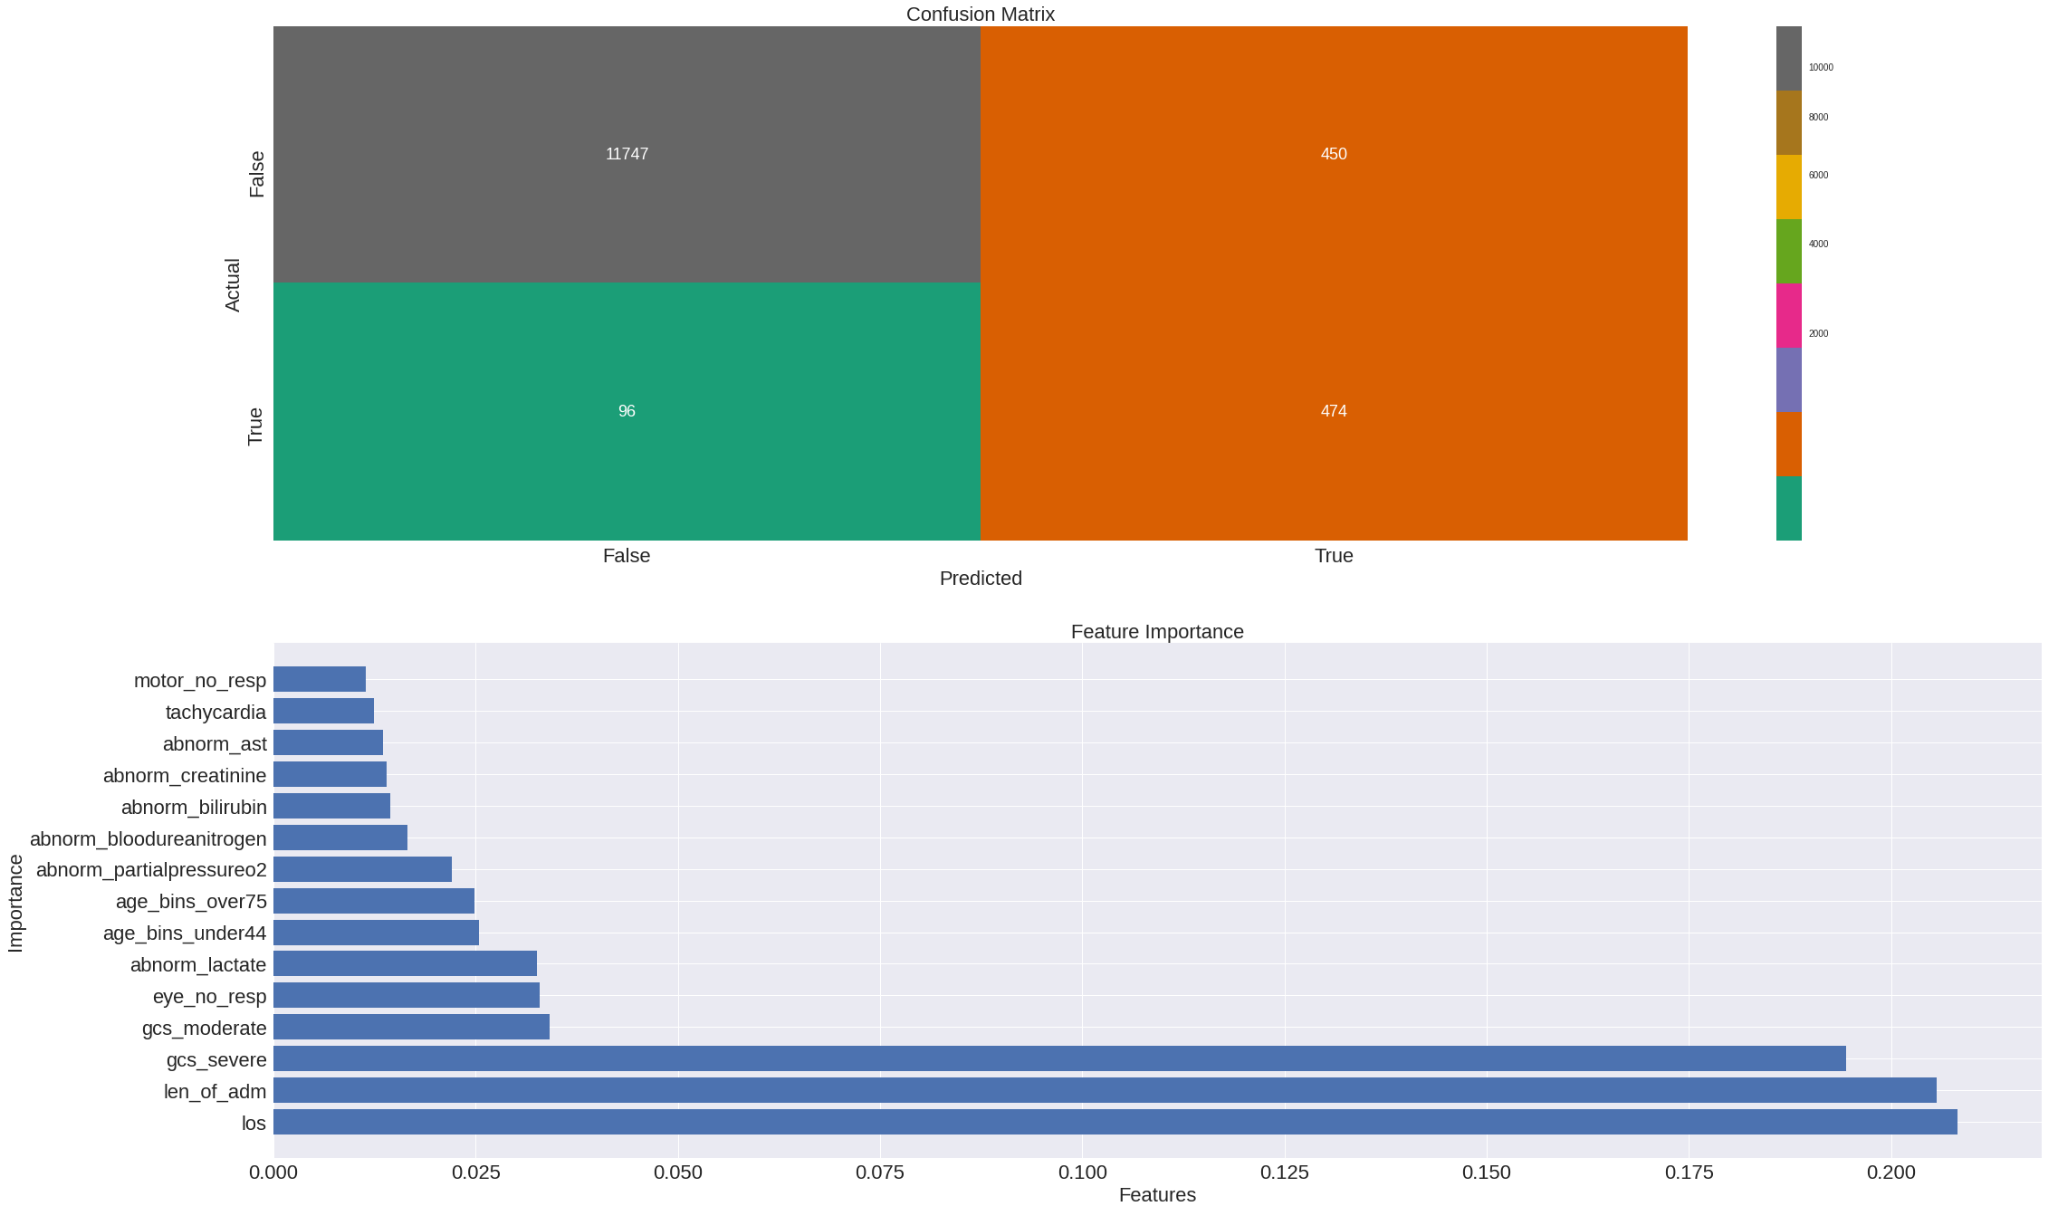 Confusion Matrix
10000
8000
11747
450
False
6000
4000
Actual
2000
96
474
True
False
True
Predicted
Feature Importance
motor_no_resp
tachycardia
abnorm_ast
abnorm_creatinine
abnorm_bilirubin
abnorm_bloodureanitrogen
abnorm_partialpressureo2
age_bins_over75
Importance
age_bins_under44
abnorm_lactate
eye_no_resp
gcs_moderate
gcs_severe
len_of_adm
los
0.000 0.025 0.050 0.075 0.100 0.125 0.150 0.175 0.200
Features